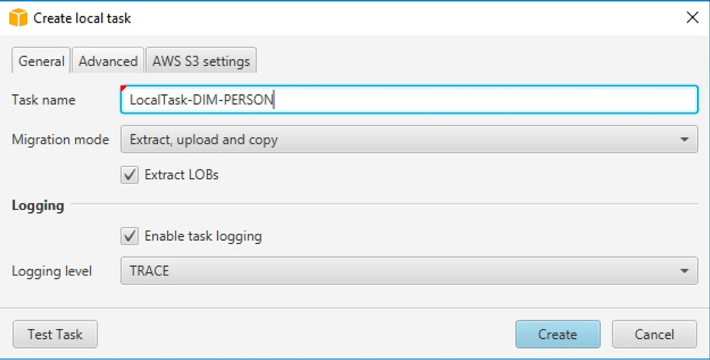 Create local task
General Advanced AWS S3 settings
Task name LocalTask-DIM-PERSON
Migration mode Extract, upload and copy
Extract LOBs
Logging
Enable task logging
Logging level TRACE
Test Task Create Cancel